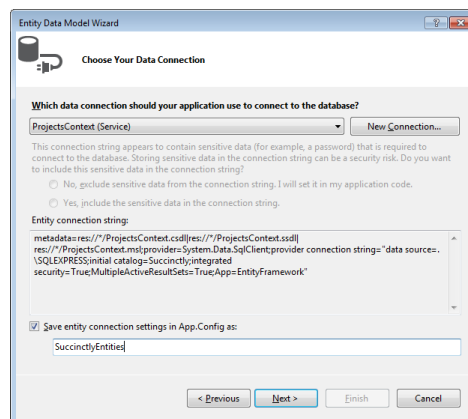 Entity Data Model Wizard
Choose Your Data Connection
Which data connection should your application use to connect to the database?
ProjectsContext (Service)
New Connection...
This connection string appears to contain sensitive data (for example, a password) that is required to
connect to the database. Storing sensitive data in the connection string can be a security risk. Do you want
to include this sensitive data in the connection string?
No, exclude sensitive data from the connection string. I will set it in my application code.
Yes, include the sensitive data in the connection string.
Entity connection string:
metadata=res://*/ProjectsContext.csdl|res://*/ProjectsContext.ssdl|
res://*/ProjectsContext.msl;provider=System.Data.SqlClient;provider connection string="data source=.
\SQLEXPRESS;initial catalog=Succinctly;integrated
security=True;MultipleActiveResultSets=True;App=EntityFramework"
Save entity connection settings in App.Config as:
SuccinctlyEntities
< Previous
Next >
Finish
Cancel